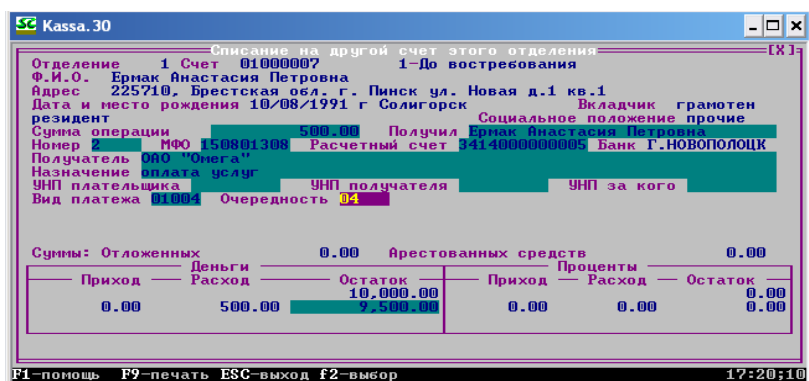 Kassa.30
Списание на другой счет этого отделения [X]
Отделение 1 Счет 01000007 1-До востребования
Ф.И.О. Ермак Анастасия Петровна
Адрес 225710, Брестская обл. г. Пинск ул. Новая д.1 кв.1
Дата и место рождения 10/08/1991 г Солигорск Вкладчик грамотен
резидент Социальное положение прочие
Сумма операции 500.00 Получил Ермак Анастасия Петровна
Номер 2 МФО 150801308 Расчетный счет 3414000000005 Банк Г.НОВОПОЛОЦК
Получатель ОАО "Омега"
Назначение оплата услуг
УНП плательщика УНП получателя УНП за кого
Вид платежа 01004 Очередность 04
Суммы: Отложенных 0.00 Арестованных средств 0.00
Деньги Проценты
Приход Расход Остаток Приход Расход Остаток
10,000.00 0.00
0.00 500.00 9,500.00 0.00 0.00 0.00
F1-помощь F9-печать ESC-выход f2-выбор 17:20;10